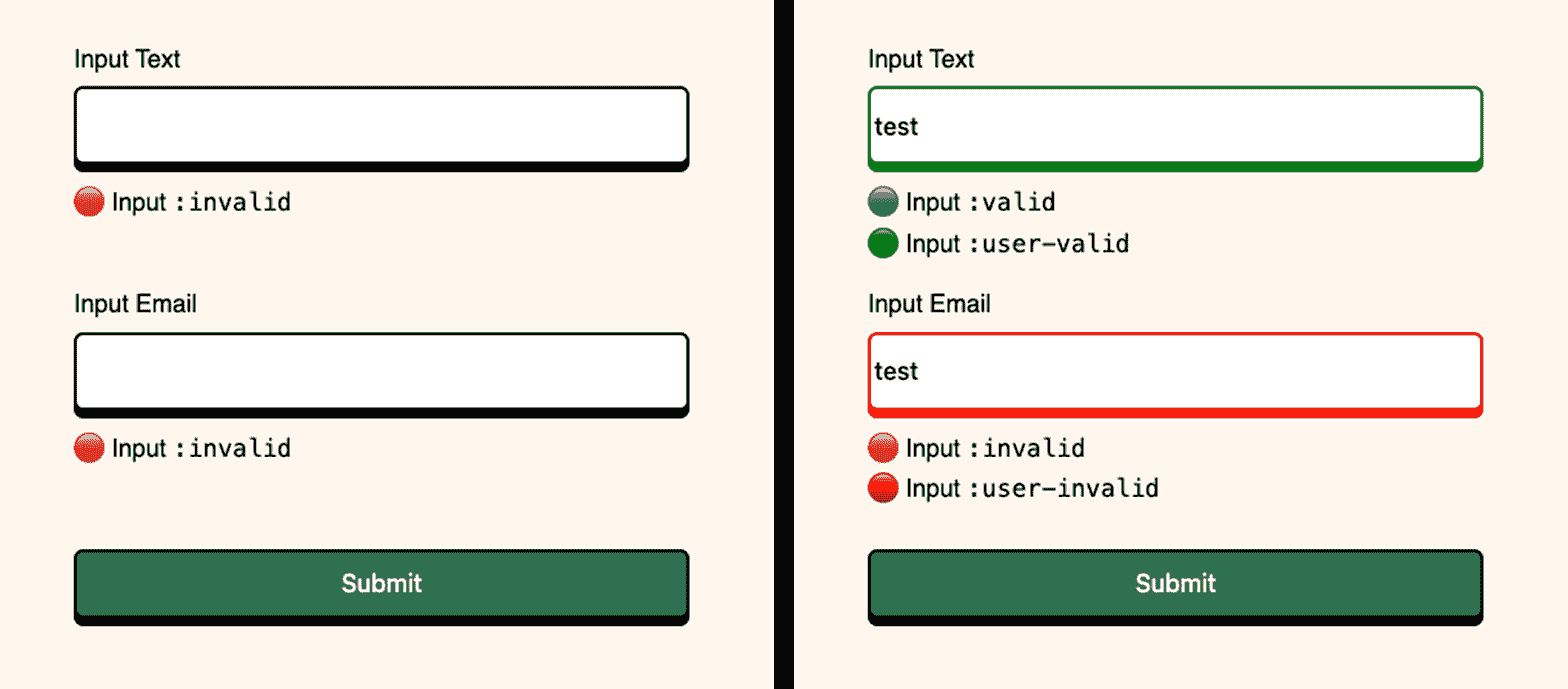 Input Text
Input :invalid
Input Email
Input :invalid
Submit
Input Text
test
Input :valid
Input :user-valid
Input Email
test
Input :invalid
Input :user-invalid
Submit